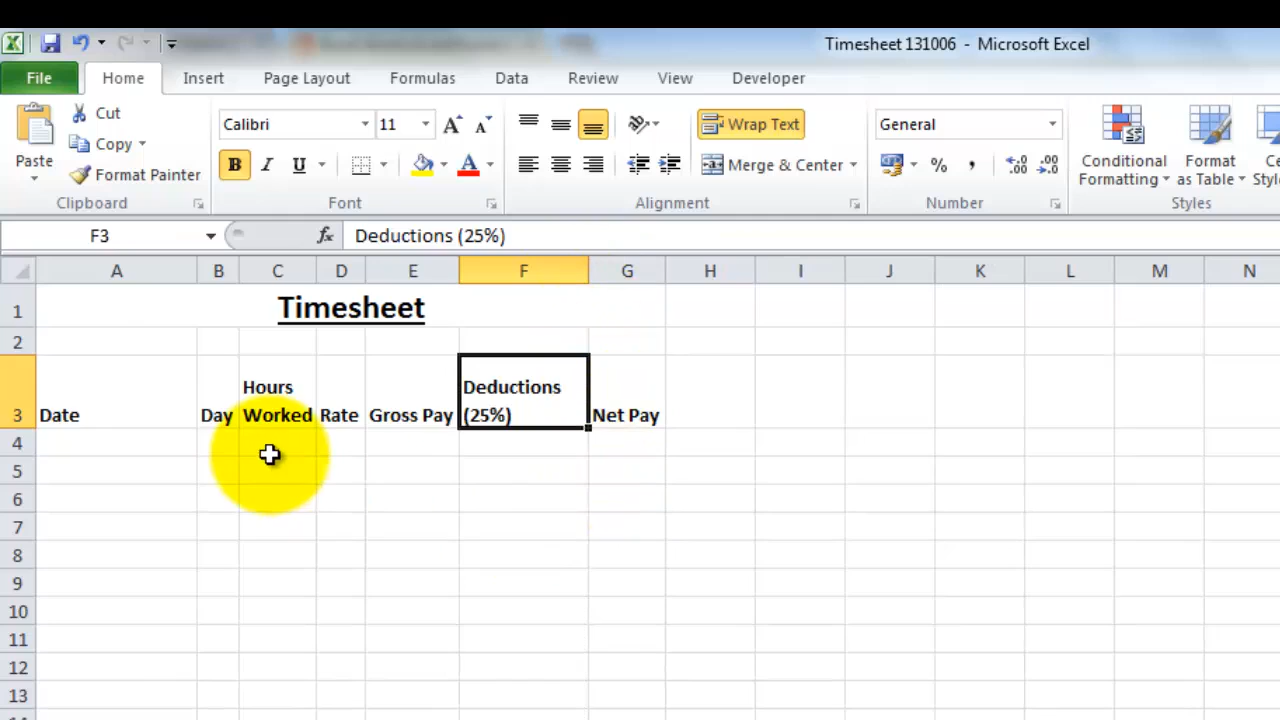 Timesheet 131006 - Microsoft Excel
File Home Insert Page Layout Formulas Data Review View Developer
Paste
Cut
Copy
Format Painter
Clipboard
Calibri 11
B I U A
Font
Wrap Text
Merge & Center
Alignment
General
% ,
Number
Conditional
Formatting
Format
as Table
Styles
F3 fx Deductions (25%)
A B C D E F G H I J K L M N
1 Timesheet
2
3 Date Day Hours
Worked Rate Gross Pay Deductions
(25%) Net Pay
4
5
6
7
8
9
10
11
12
13